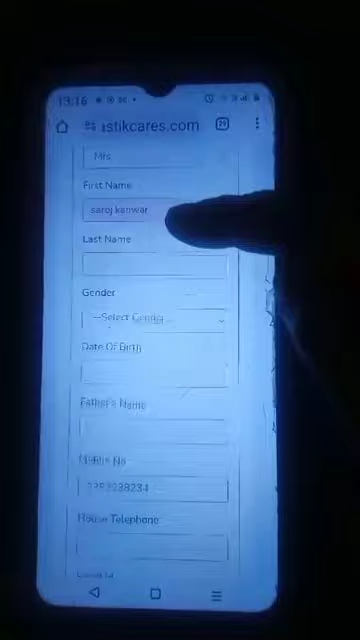 13:16
ıstikcares.com
Mrs
First Name
saroj kanwar
Last Name
Gender
--Select Gender--
Date Of Birth
Father's Name
Mobile No
House Telephone